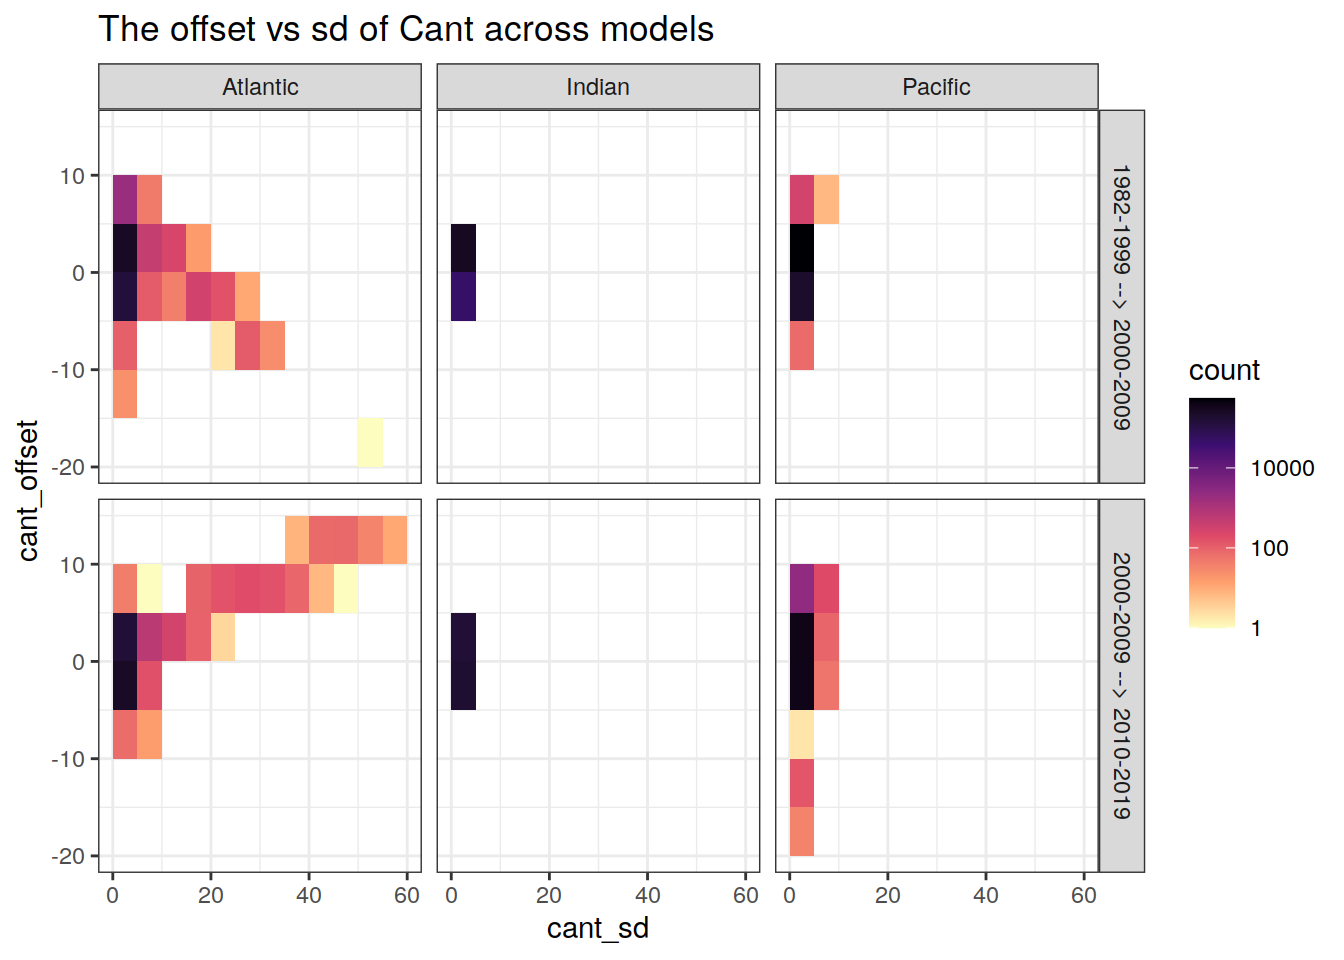 The offset vs sd of Cant across models
Atlantic Indian Pacific
10
0
-10
-20
1982-1999 --> 2000-2009
10
0
-10
-20
2000-2009 --> 2010-2019
cant_offset
0 20 40 60 0 20 40 60 0 20 40 60
cant_sd
count
10000
100
1